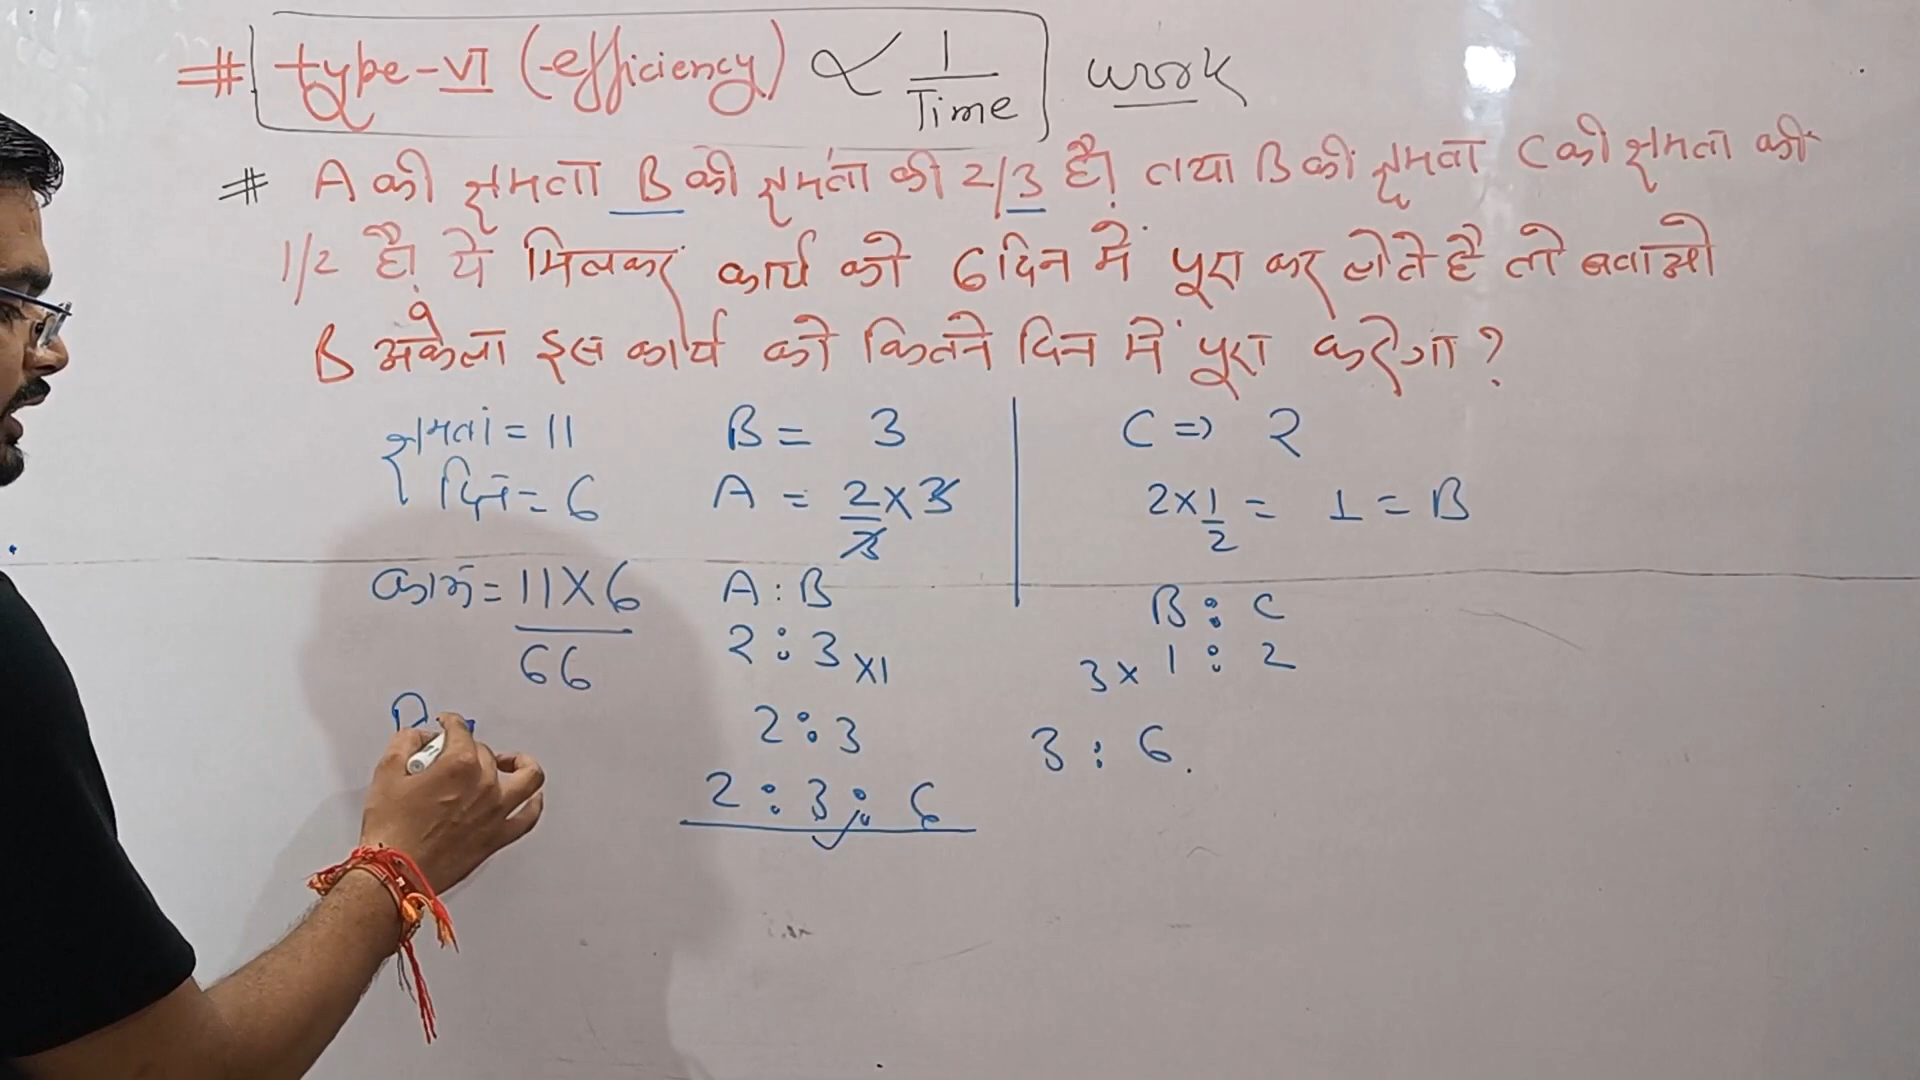 # type-VI (efficiency) ∝ 1/Time work
# A की क्षमता B की क्षमता की 2/3 है। तथा B की क्षमता C की क्षमता की
1/2 है। ये मिलकर कार्य को 6 दिन में पूरा कर लेते है तो बताओ
B अकेला इस कार्य को कितने दिन में पूरा करेगा ?
क्षमता = 11
दिन = 6
काम = 11 × 6
66
B = 3
A = 2/3 × 3
A : B
2 : 3 ×1
2 : 3
2 : 3 : 6
C => 2
2 × 1/2 = 1 = B
B : C
3 × 1 : 2
3 : 6